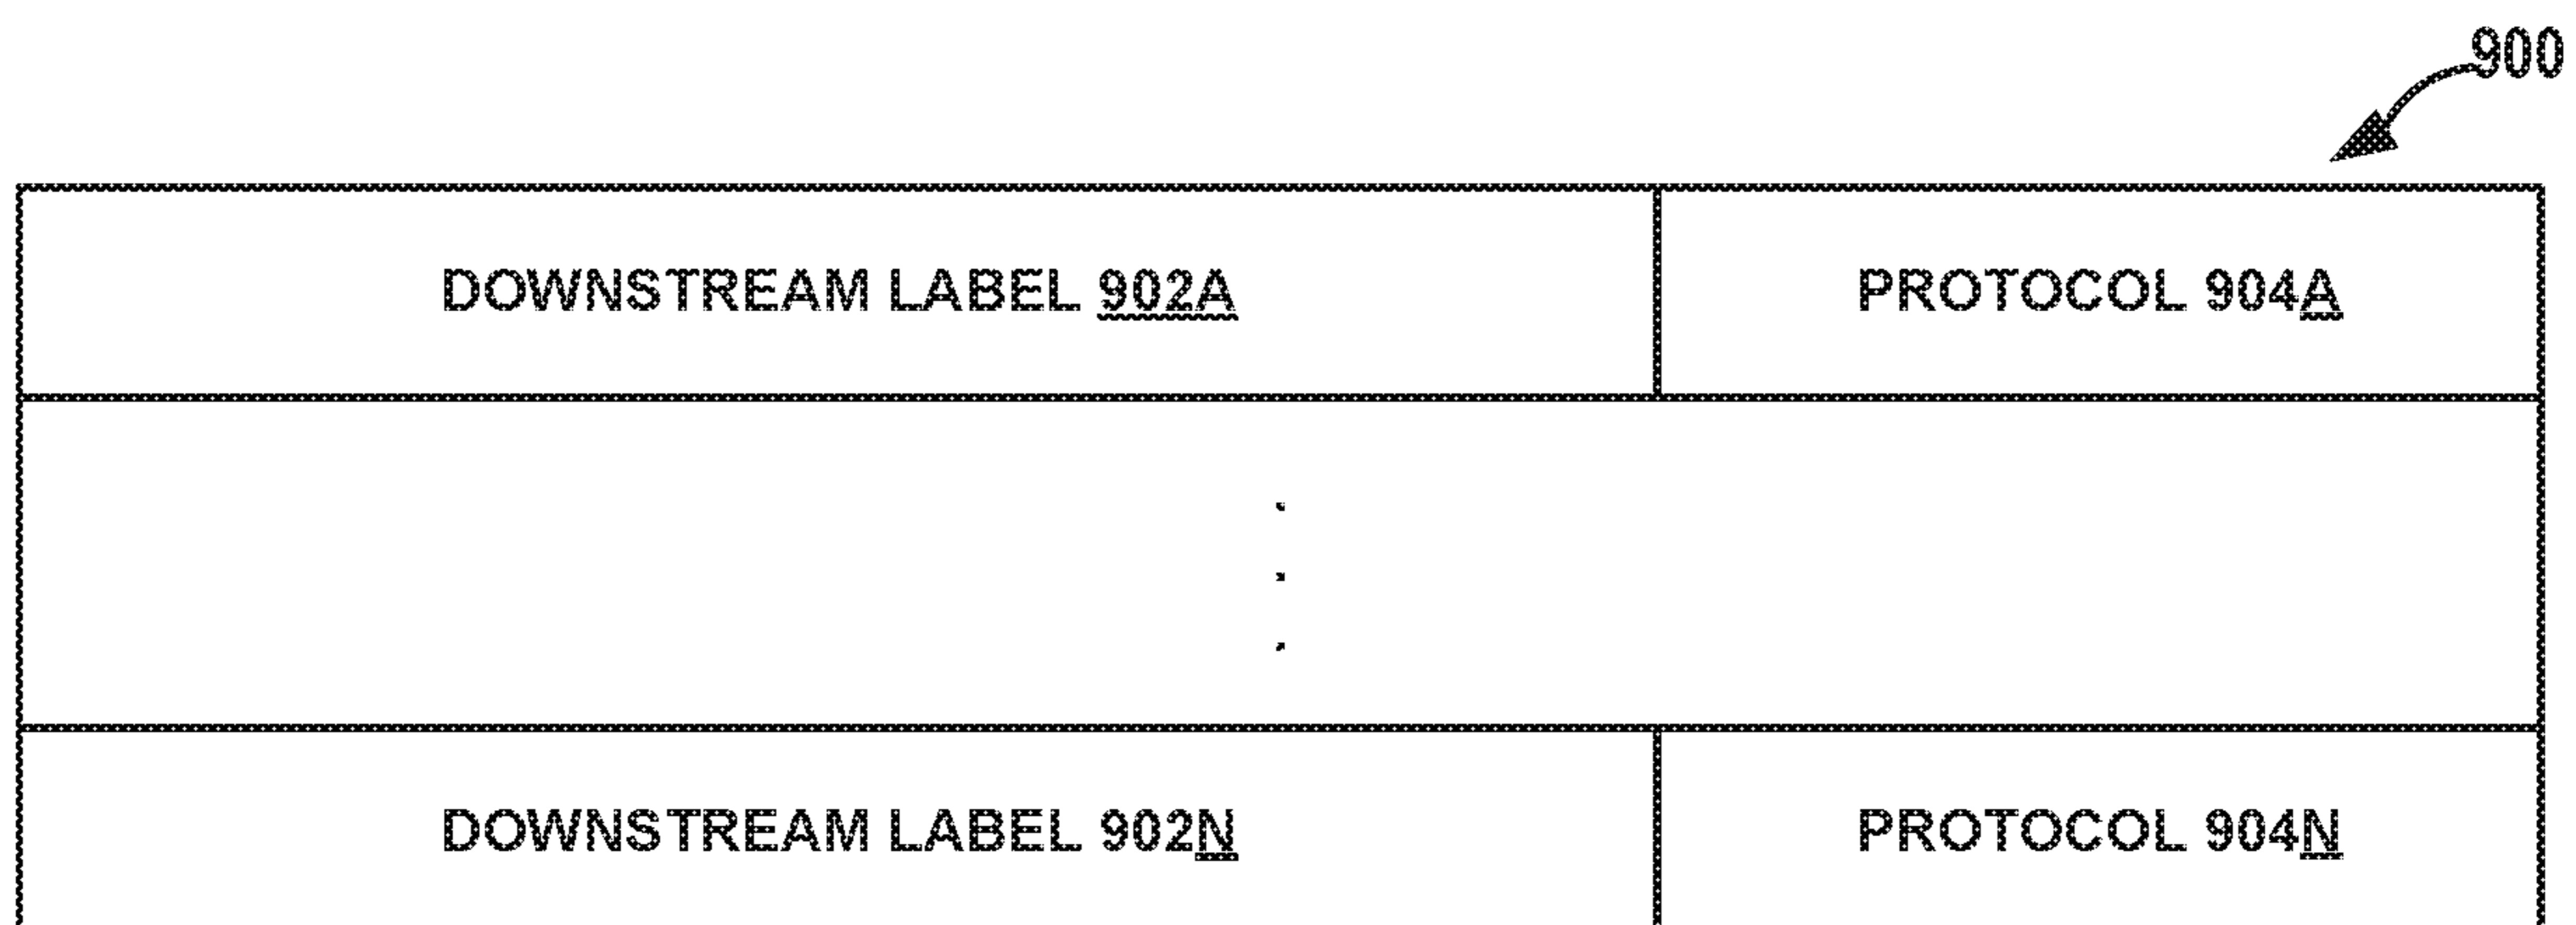 900
DOWNSTREAM LABEL 902A PROTOCOL 904A
DOWNSTREAM LABEL 902N PROTOCOL 904N